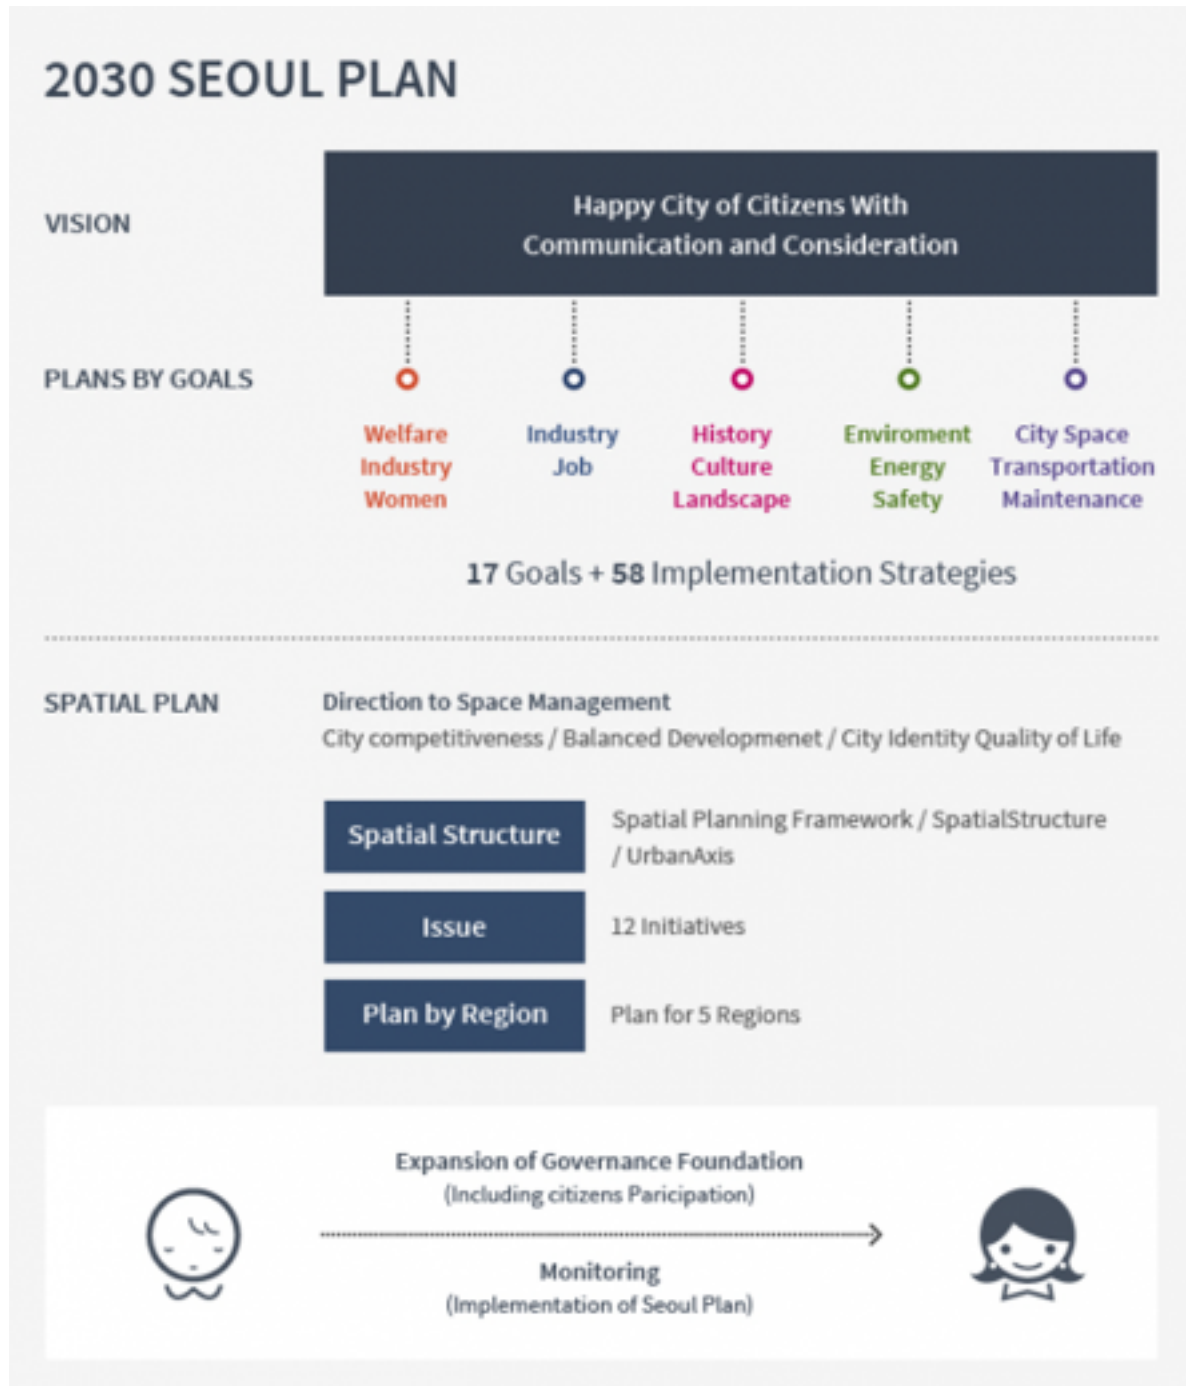 2030 SEOUL PLAN
VISION
Happy City of Citizens With
Communication and Consideration
PLANS BY GOALS
Welfare
Industry
Women
Industry
Job
History
Culture
Landscape
Enviroment
Energy
Safety
City Space
Transportation
Maintenance
17 Goals + 58 Implementation Strategies
SPATIAL PLAN
Direction to Space Management
City competitiveness / Balanced Developmenet / City Identity Quality of Life
Spatial Structure
Spatial Planning Framework / SpatialStructure
/ UrbanAxis
Issue
12 Initiatives
Plan by Region
Plan for 5 Regions
Expansion of Governance Foundation
(Including citizens Paricipation)
Monitoring
(Implementation of Seoul Plan)